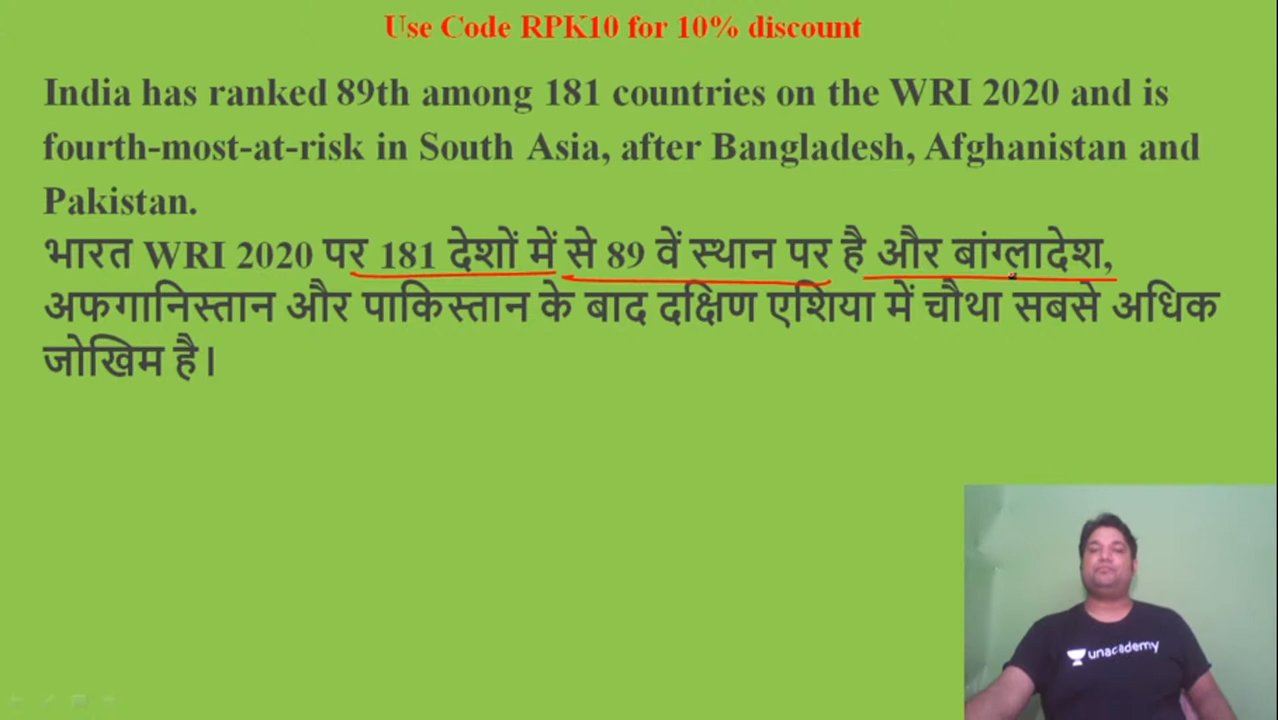 Use Code RPK10 for 10% discount
India has ranked 89th among 181 countries on the WRI 2020 and is
fourth-most-at-risk in South Asia, after Bangladesh, Afghanistan and
Pakistan.
भारत WRI 2020 पर 181 देशों में से 89 वें स्थान पर है और बांग्लादेश,
अफगानिस्तान और पाकिस्तान के बाद दक्षिण एशिया में चौथा सबसे अधिक
जोखिम है।
unacademy